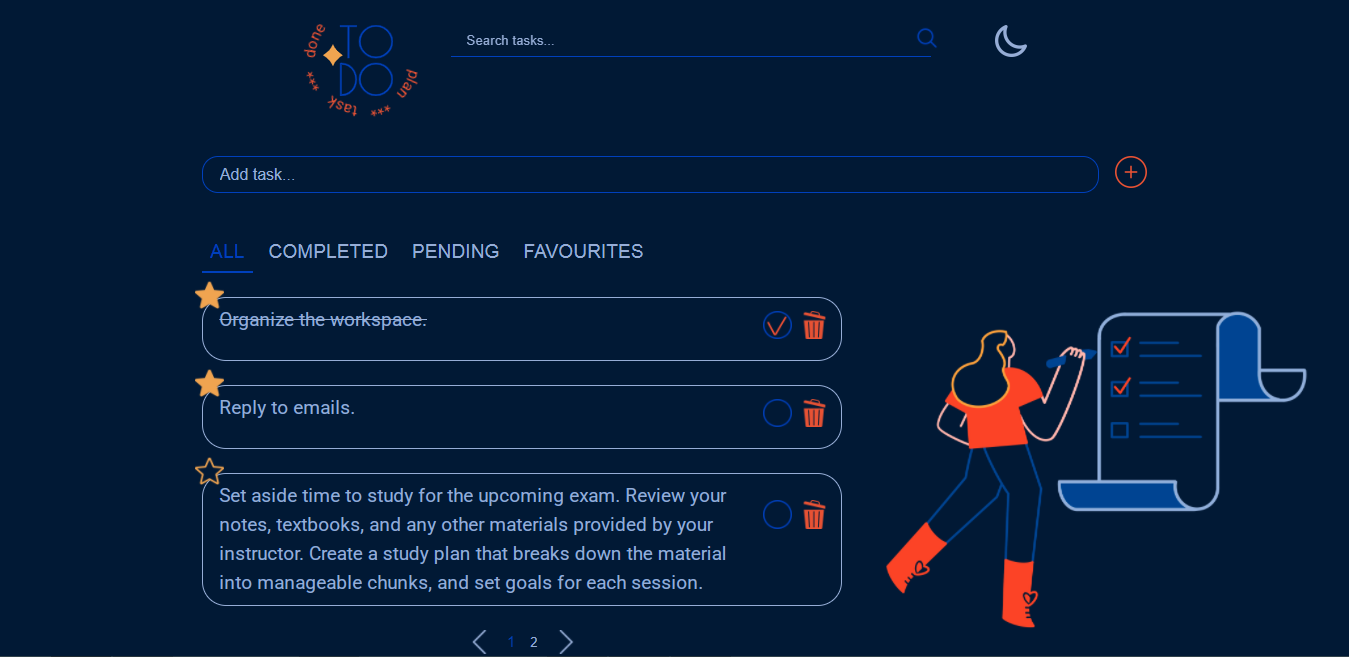 done
TO
DO
plan
***
task
***
Search tasks...
Add task...
ALL
COMPLETED
PENDING
FAVOURITES
Organize the workspace.
Reply to emails.
Set aside time to study for the upcoming exam. Review your
notes, textbooks, and any other materials provided by your
instructor. Create a study plan that breaks down the material
into manageable chunks, and set goals for each session.
1 2